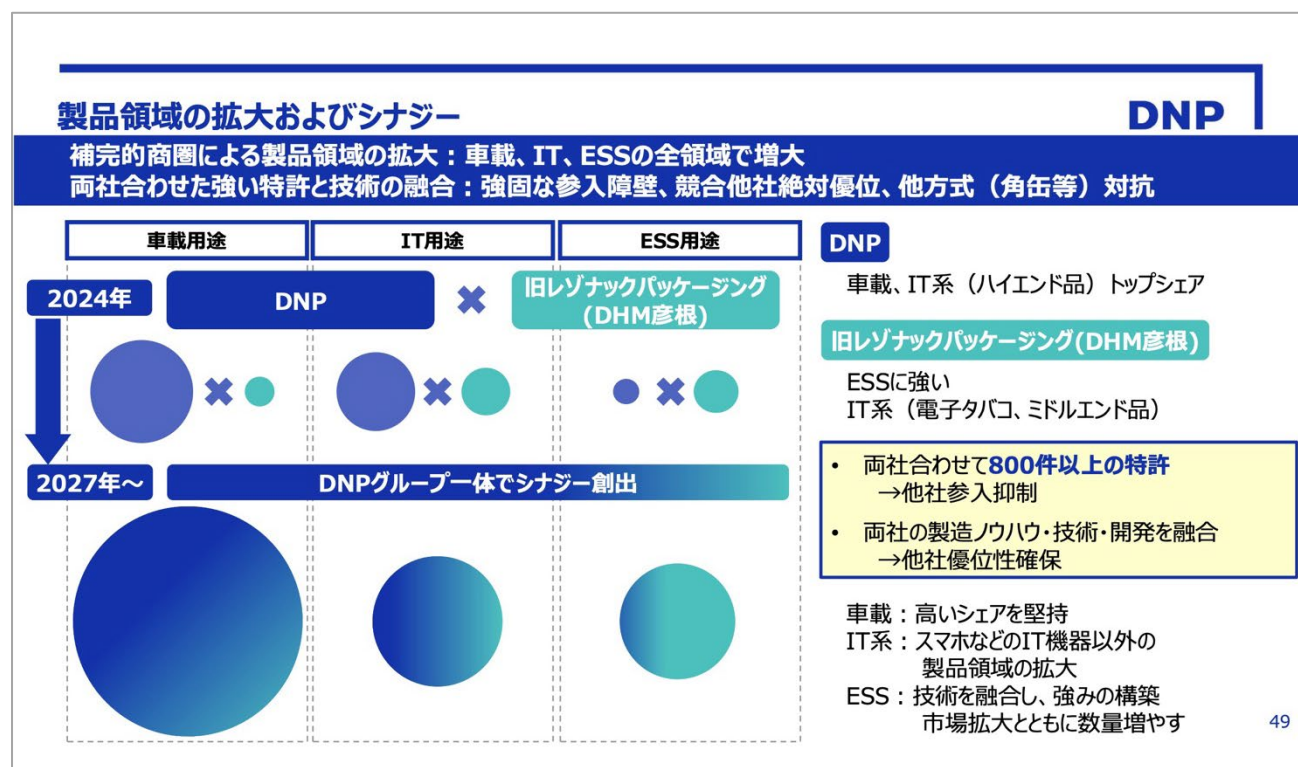 製品領域の拡大およびシナジー
DNP
補完的商圏による製品領域の拡大：車載、IT、ESSの全領域で増大
両社合わせた強い特許と技術の融合：強固な参入障壁、競合他社絶対優位、他方式（角缶等）対抗
車載用途
IT用途
ESS用途
2024年
DNP
旧レゾナックパッケージング
(DHM彦根)
2027年～
DNPグループ一体でシナジー創出
DNP
車載、IT系（ハイエンド品）トップシェア
旧レゾナックパッケージング(DHM彦根)
ESSに強い
IT系（電子タバコ、ミドルエンド品）
• 両社合わせて800件以上の特許
→他社参入抑制
• 両社の製造ノウハウ・技術・開発を融合
→他社優位性確保
車載：高いシェアを堅持
IT系：スマホなどのIT機器以外の
製品領域の拡大
ESS：技術を融合し、強みの構築
市場拡大とともに数量増やす
49